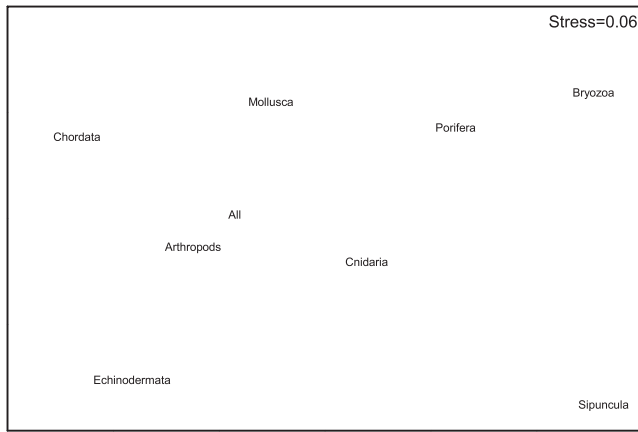 Stress=0.06
Bryozoa
Mollusca
Porifera
Chordata
All
Arthropods
Cnidaria
Echinodermata
Sipuncula